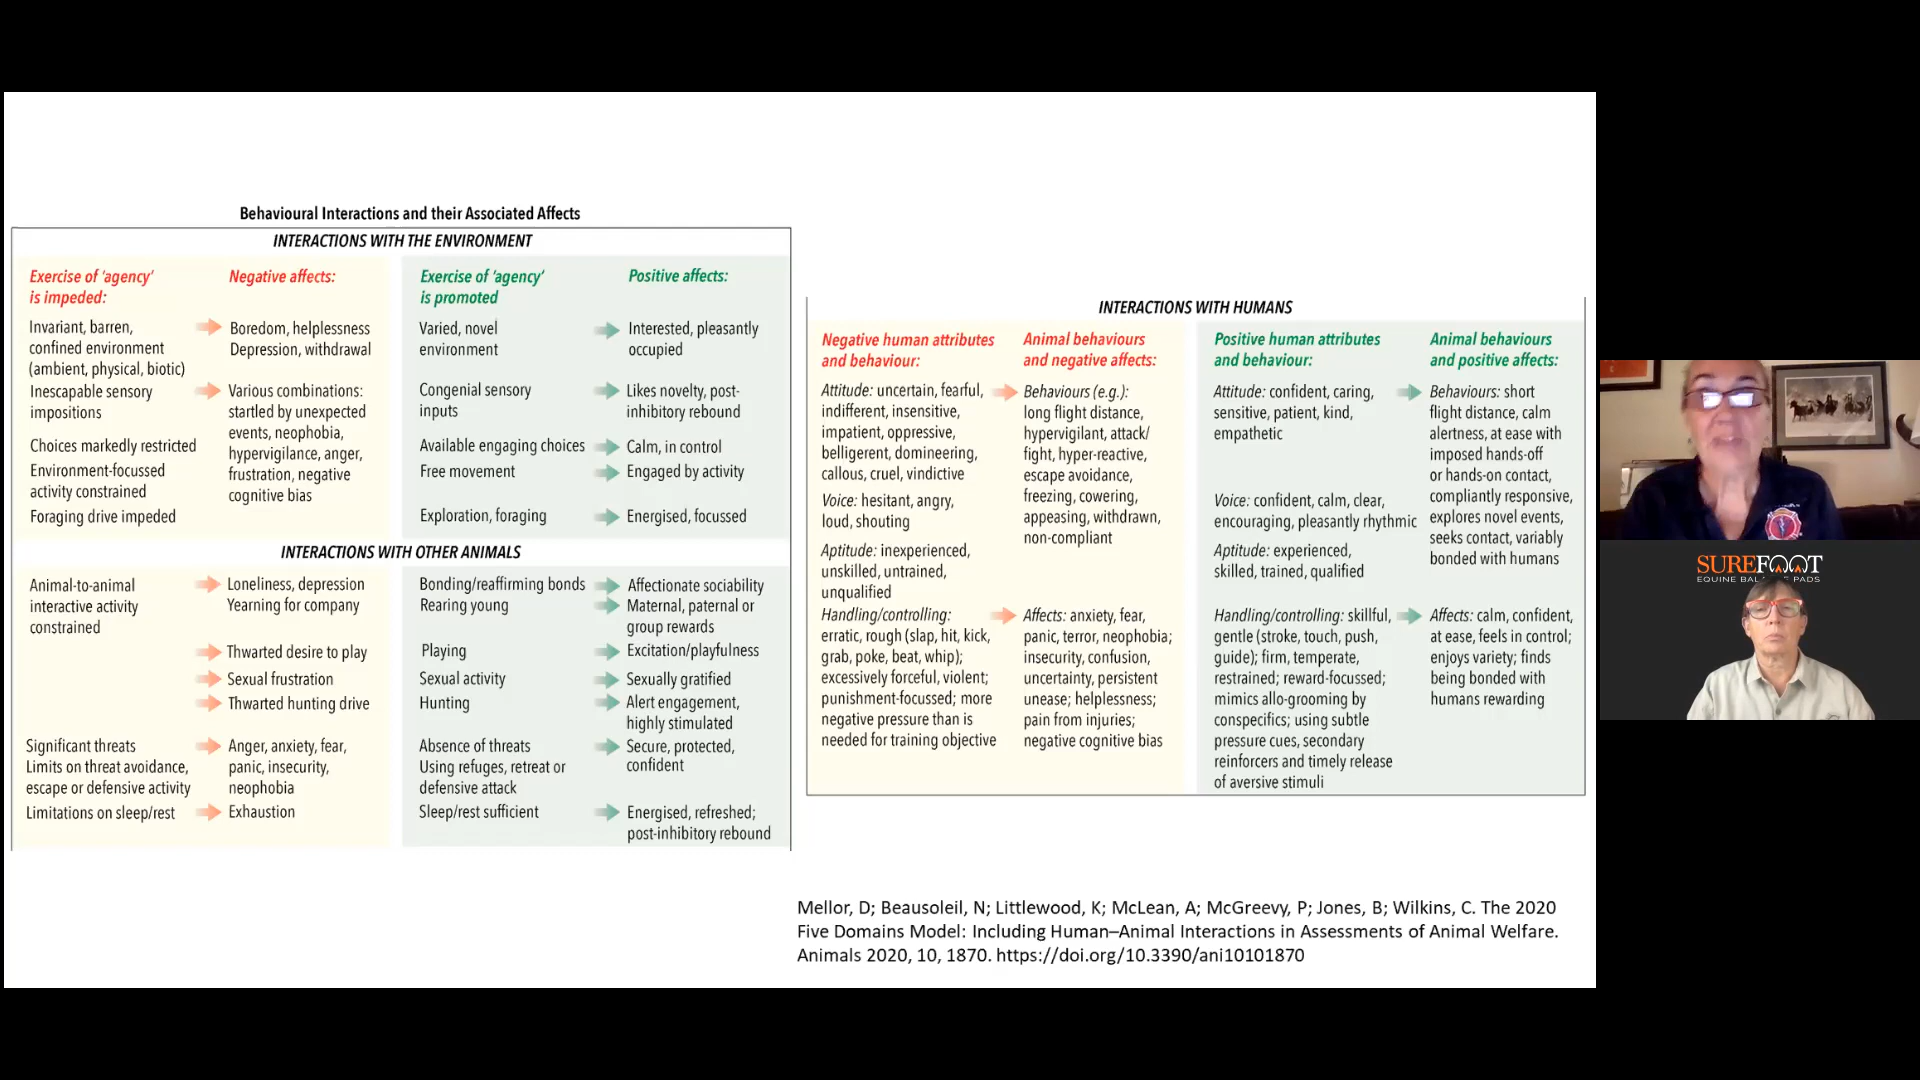 Behavioural Interactions and their Associated Affects
INTERACTIONS WITH THE ENVIRONMENT
Exercise of ‘agency’
is impeded:
Negative affects:
Invariant, barren,
confined environment
(ambient, physical, biotic)
Boredom, helplessness
Depression, withdrawal
Inescapable sensory
impositions
Choices markedly restricted
Environment-focussed
activity constrained
Foraging drive impeded
Various combinations:
startled by unexpected
events, neophobia,
hypervigilance, anger,
frustration, negative
cognitive bias
Exercise of ‘agency’
is promoted
Positive affects:
Varied, novel
environment
Interested, pleasantly
occupied
Congenial sensory
inputs
Likes novelty, post-
inhibitory rebound
Available engaging choices
Calm, in control
Free movement
Engaged by activity
Exploration, foraging
Energised, focussed
INTERACTIONS WITH OTHER ANIMALS
Animal-to-animal
interactive activity
constrained
Loneliness, depression
Yearning for company
Thwarted desire to play
Sexual frustration
Thwarted hunting drive
Significant threats
Limits on threat avoidance,
escape or defensive activity
Anger, anxiety, fear,
panic, insecurity,
neophobia
Limitations on sleep/rest
Exhaustion
Bonding/reaffirming bonds
Affectionate sociability
Rearing young
Maternal, paternal or
group rewards
Playing
Excitation/playfulness
Sexual activity
Sexually gratified
Hunting
Alert engagement,
highly stimulated
Absence of threats
Using refuges, retreat or
defensive attack
Secure, protected,
confident
Sleep/rest sufficient
Energised, refreshed;
post-inhibitory rebound
INTERACTIONS WITH HUMANS
Negative human attributes
and behaviour:
Attitude: uncertain, fearful,
indifferent, insensitive,
impatient, oppressive,
belligerent, domineering,
callous, cruel, vindictive
Voice: hesitant, angry,
loud, shouting
Aptitude: inexperienced,
unskilled, untrained,
unqualified
Handling/controlling:
erratic, rough (slap, hit, kick,
grab, poke, beat, whip);
excessively forceful, violent;
punishment-focussed; more
negative pressure than is
needed for training objective
Animal behaviours
and negative affects:
Behaviours (e.g.):
long flight distance,
hypervigilant, attack/
fight, hyper-reactive,
escape avoidance,
freezing, cowering,
appeasing, withdrawn,
non-compliant
Affects: anxiety, fear,
panic, terror, neophobia;
insecurity, confusion,
uncertainty, persistent
unease; helplessness;
pain from injuries;
negative cognitive bias
Positive human attributes
and behaviour:
Attitude: confident, caring,
sensitive, patient, kind,
empathetic
Voice: confident, calm, clear,
encouraging, pleasantly rhythmic
Aptitude: experienced,
skilled, trained, qualified
Handling/controlling: skillful,
gentle (stroke, touch, push,
guide); firm, temperate,
restrained; reward-focussed;
mimics allo-grooming by
conspecifics; using subtle
pressure cues, secondary
reinforcers and timely release
of aversive stimuli
Animal behaviours
and positive affects:
Behaviours: short
flight distance, calm
alertness, at ease with
imposed hands-off
or hands-on contact,
compliantly responsive,
explores novel events,
seeks contact, variably
bonded with humans
Affects: calm, confident,
at ease, feels in control;
enjoys variety; finds
being bonded with
humans rewarding
Mellor, D; Beausoleil, N; Littlewood, K; McLean, A; McGreevy, P; Jones, B; Wilkins, C. The 2020
Five Domains Model: Including Human–Animal Interactions in Assessments of Animal Welfare.
Animals 2020, 10, 1870. https://doi.org/10.3390/ani10101870
SUREFOOT
EQUINE PADS